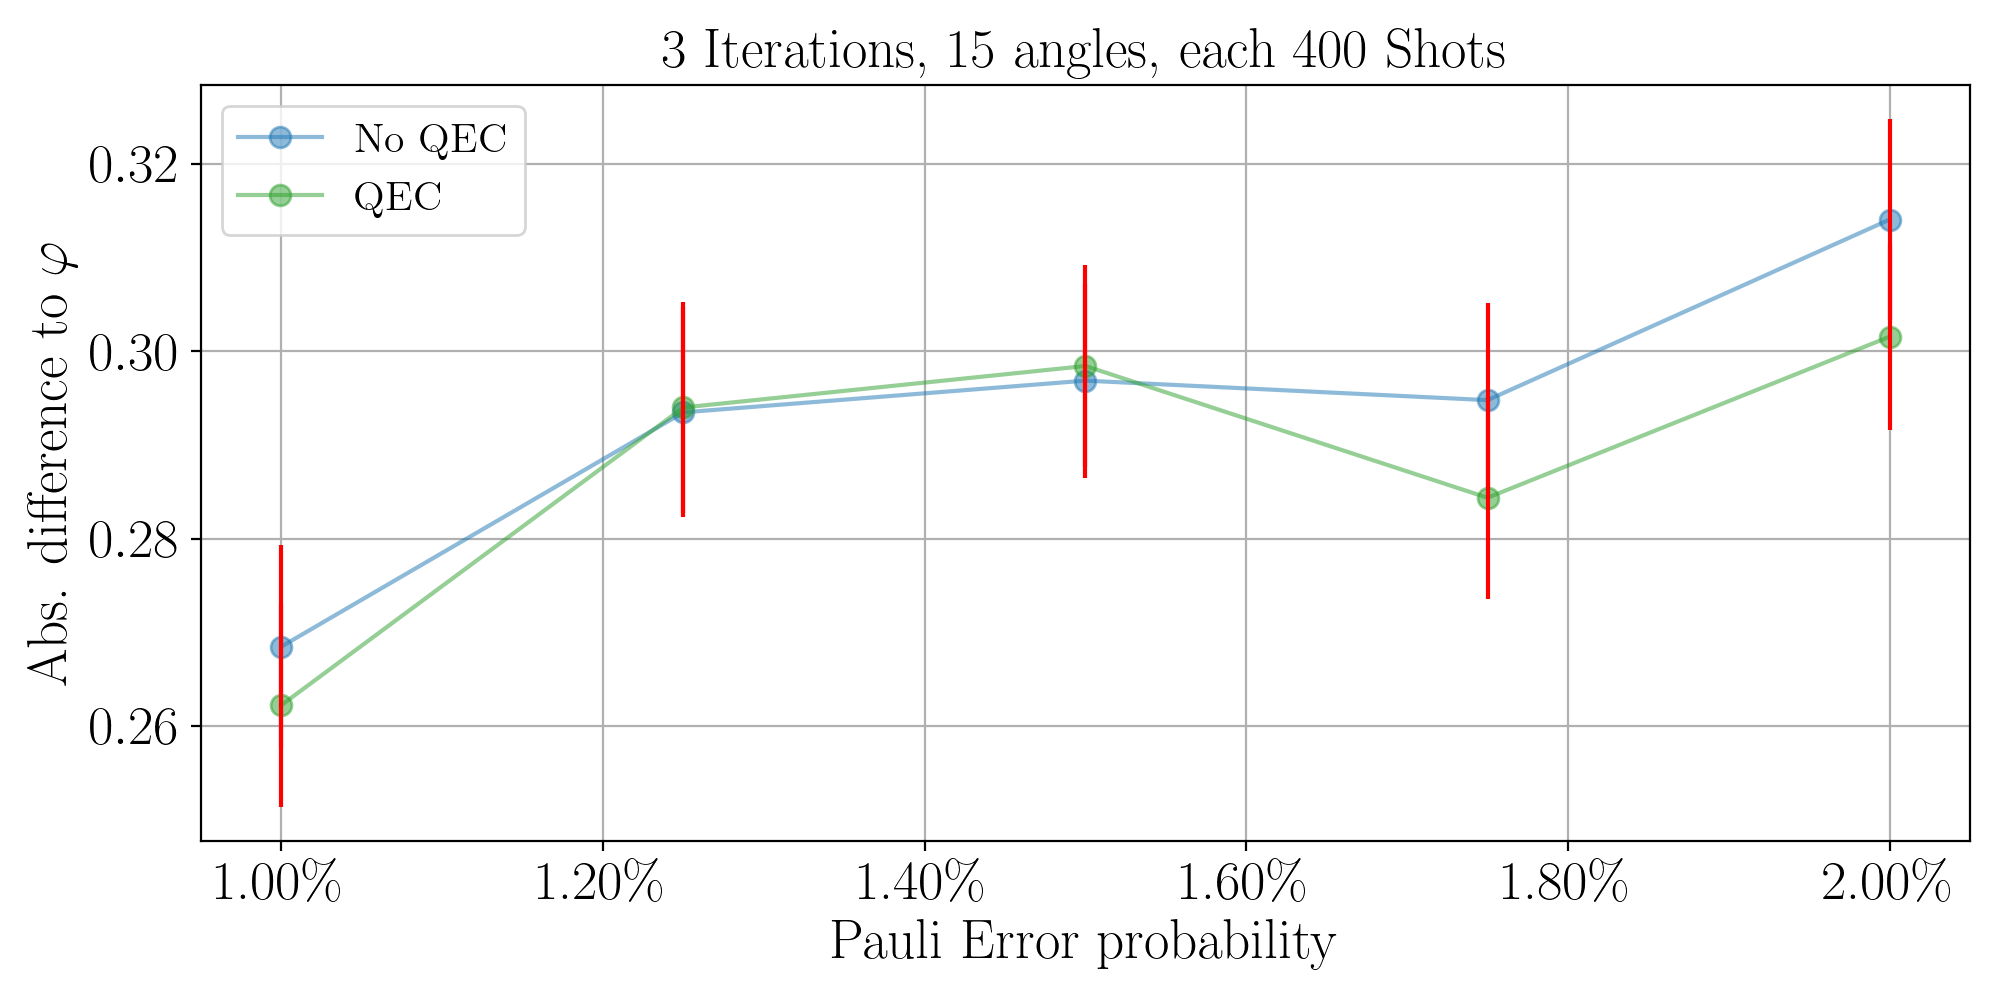 3 Iterations, 15 angles, each 400 Shots
No QEC
QEC
Abs. difference to φ
0.32
0.30
0.28
0.26
1.00% 1.20% 1.40% 1.60% 1.80% 2.00%
Pauli Error probability